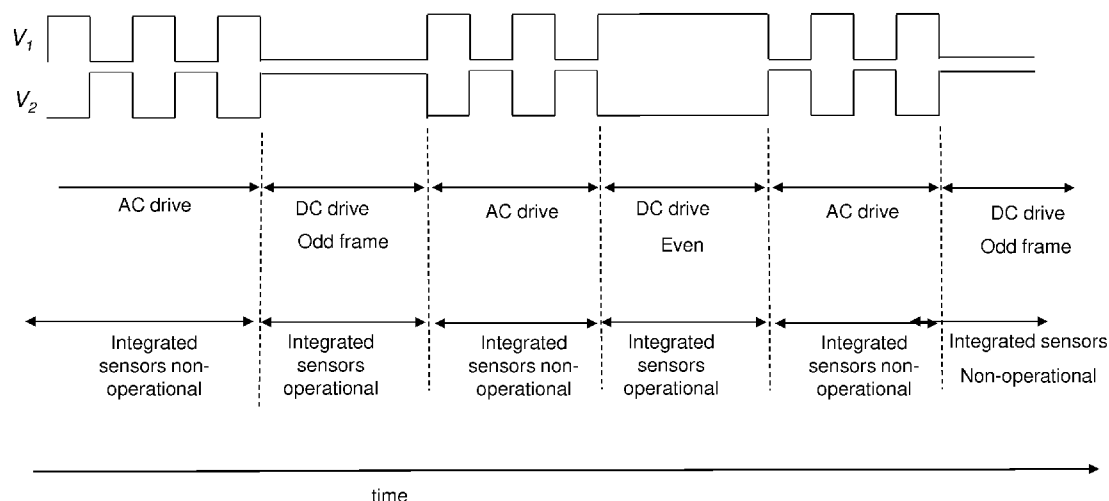 V1
V2
AC drive
DC drive
Odd frame
AC drive
DC drive
Even
AC drive
DC drive
Odd frame
Integrated
sensors non-
operational
Integrated
sensors
operational
Integrated
sensors non-
operational
Integrated
sensors
operational
Integrated
sensors non-
operational
Integrated sensors
Non-operational
time